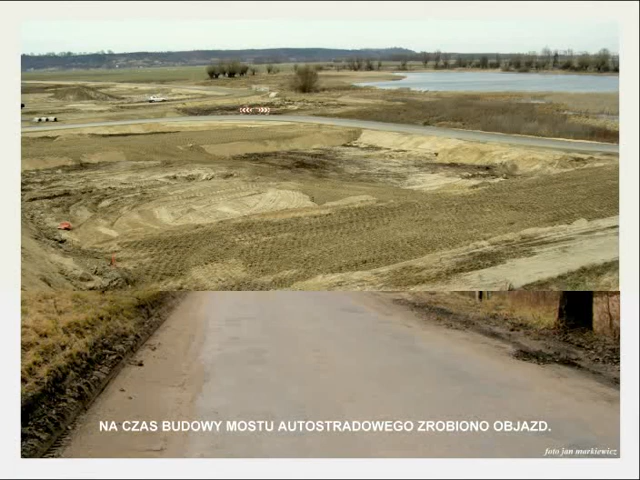 NA CZAS BUDOWY MOSTU AUTOSTRADOWEGO ZROBIONO OBJAZD.
foto jan markiewicz